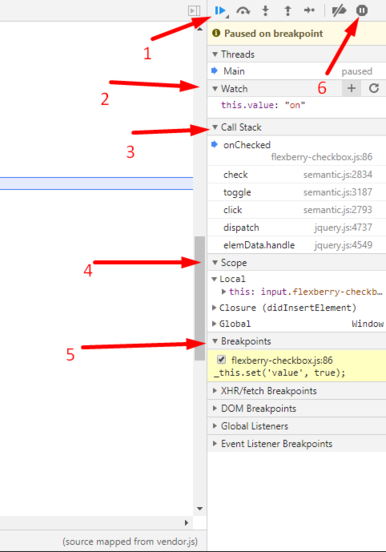 1
6
Paused on breakpoint
Threads
Main paused
2
Watch
this.value: "on"
3
Call Stack
onChecked
flexberry-checkbox.js:86
check semantic.js:2834
toggle semantic.js:3187
click semantic.js:2793
dispatch jquery.js:4737
elemData.handle jquery.js:4549
4
Scope
Local
this: input.flexberry-checkb…
Closure (didInsertElement)
Global Window
5
Breakpoints
flexberry-checkbox.js:86
_this.set('value', true);
XHR/fetch Breakpoints
DOM Breakpoints
Global Listeners
Event Listener Breakpoints
(source mapped from vendor.js)